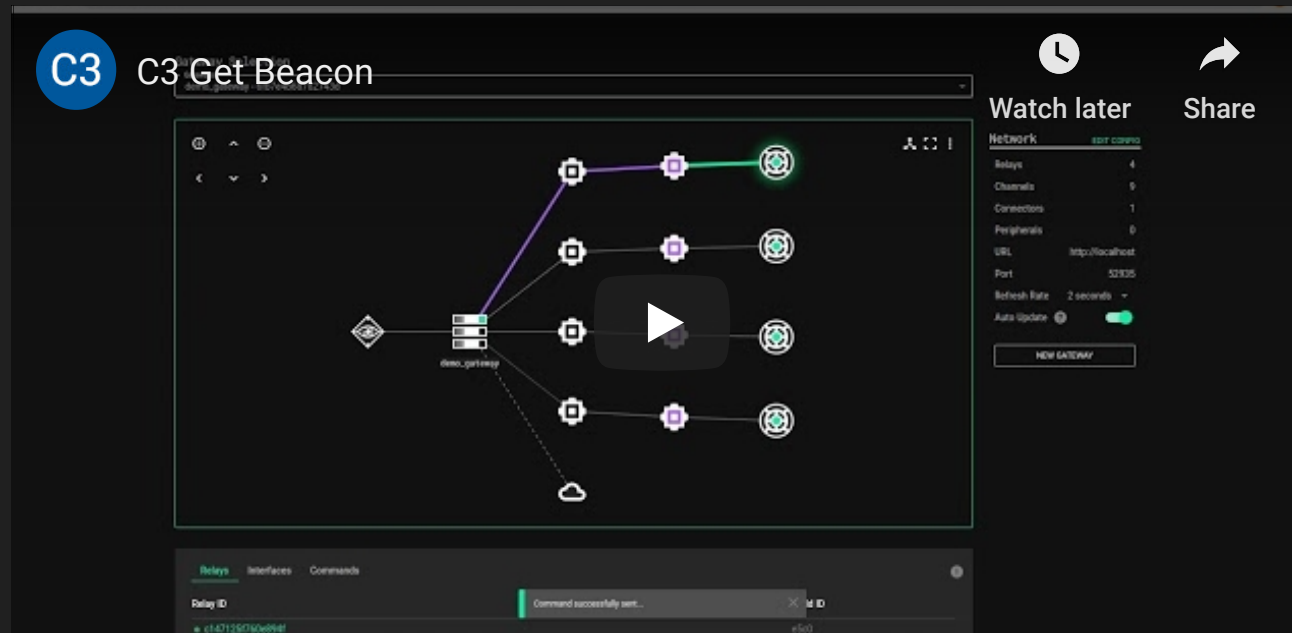 C3
C3 Get Beacon
Watch later
Share
Network
EDIT CONFIG
Relays 4
Channels 9
Connectors 1
Peripherals 0
URL http://localhost
Port 52935
Refresh Rate 2 seconds
Auto Update
NEW GATEWAY
demo_gateway
Relays Interfaces Commands
Relay ID
Command successfully sent...